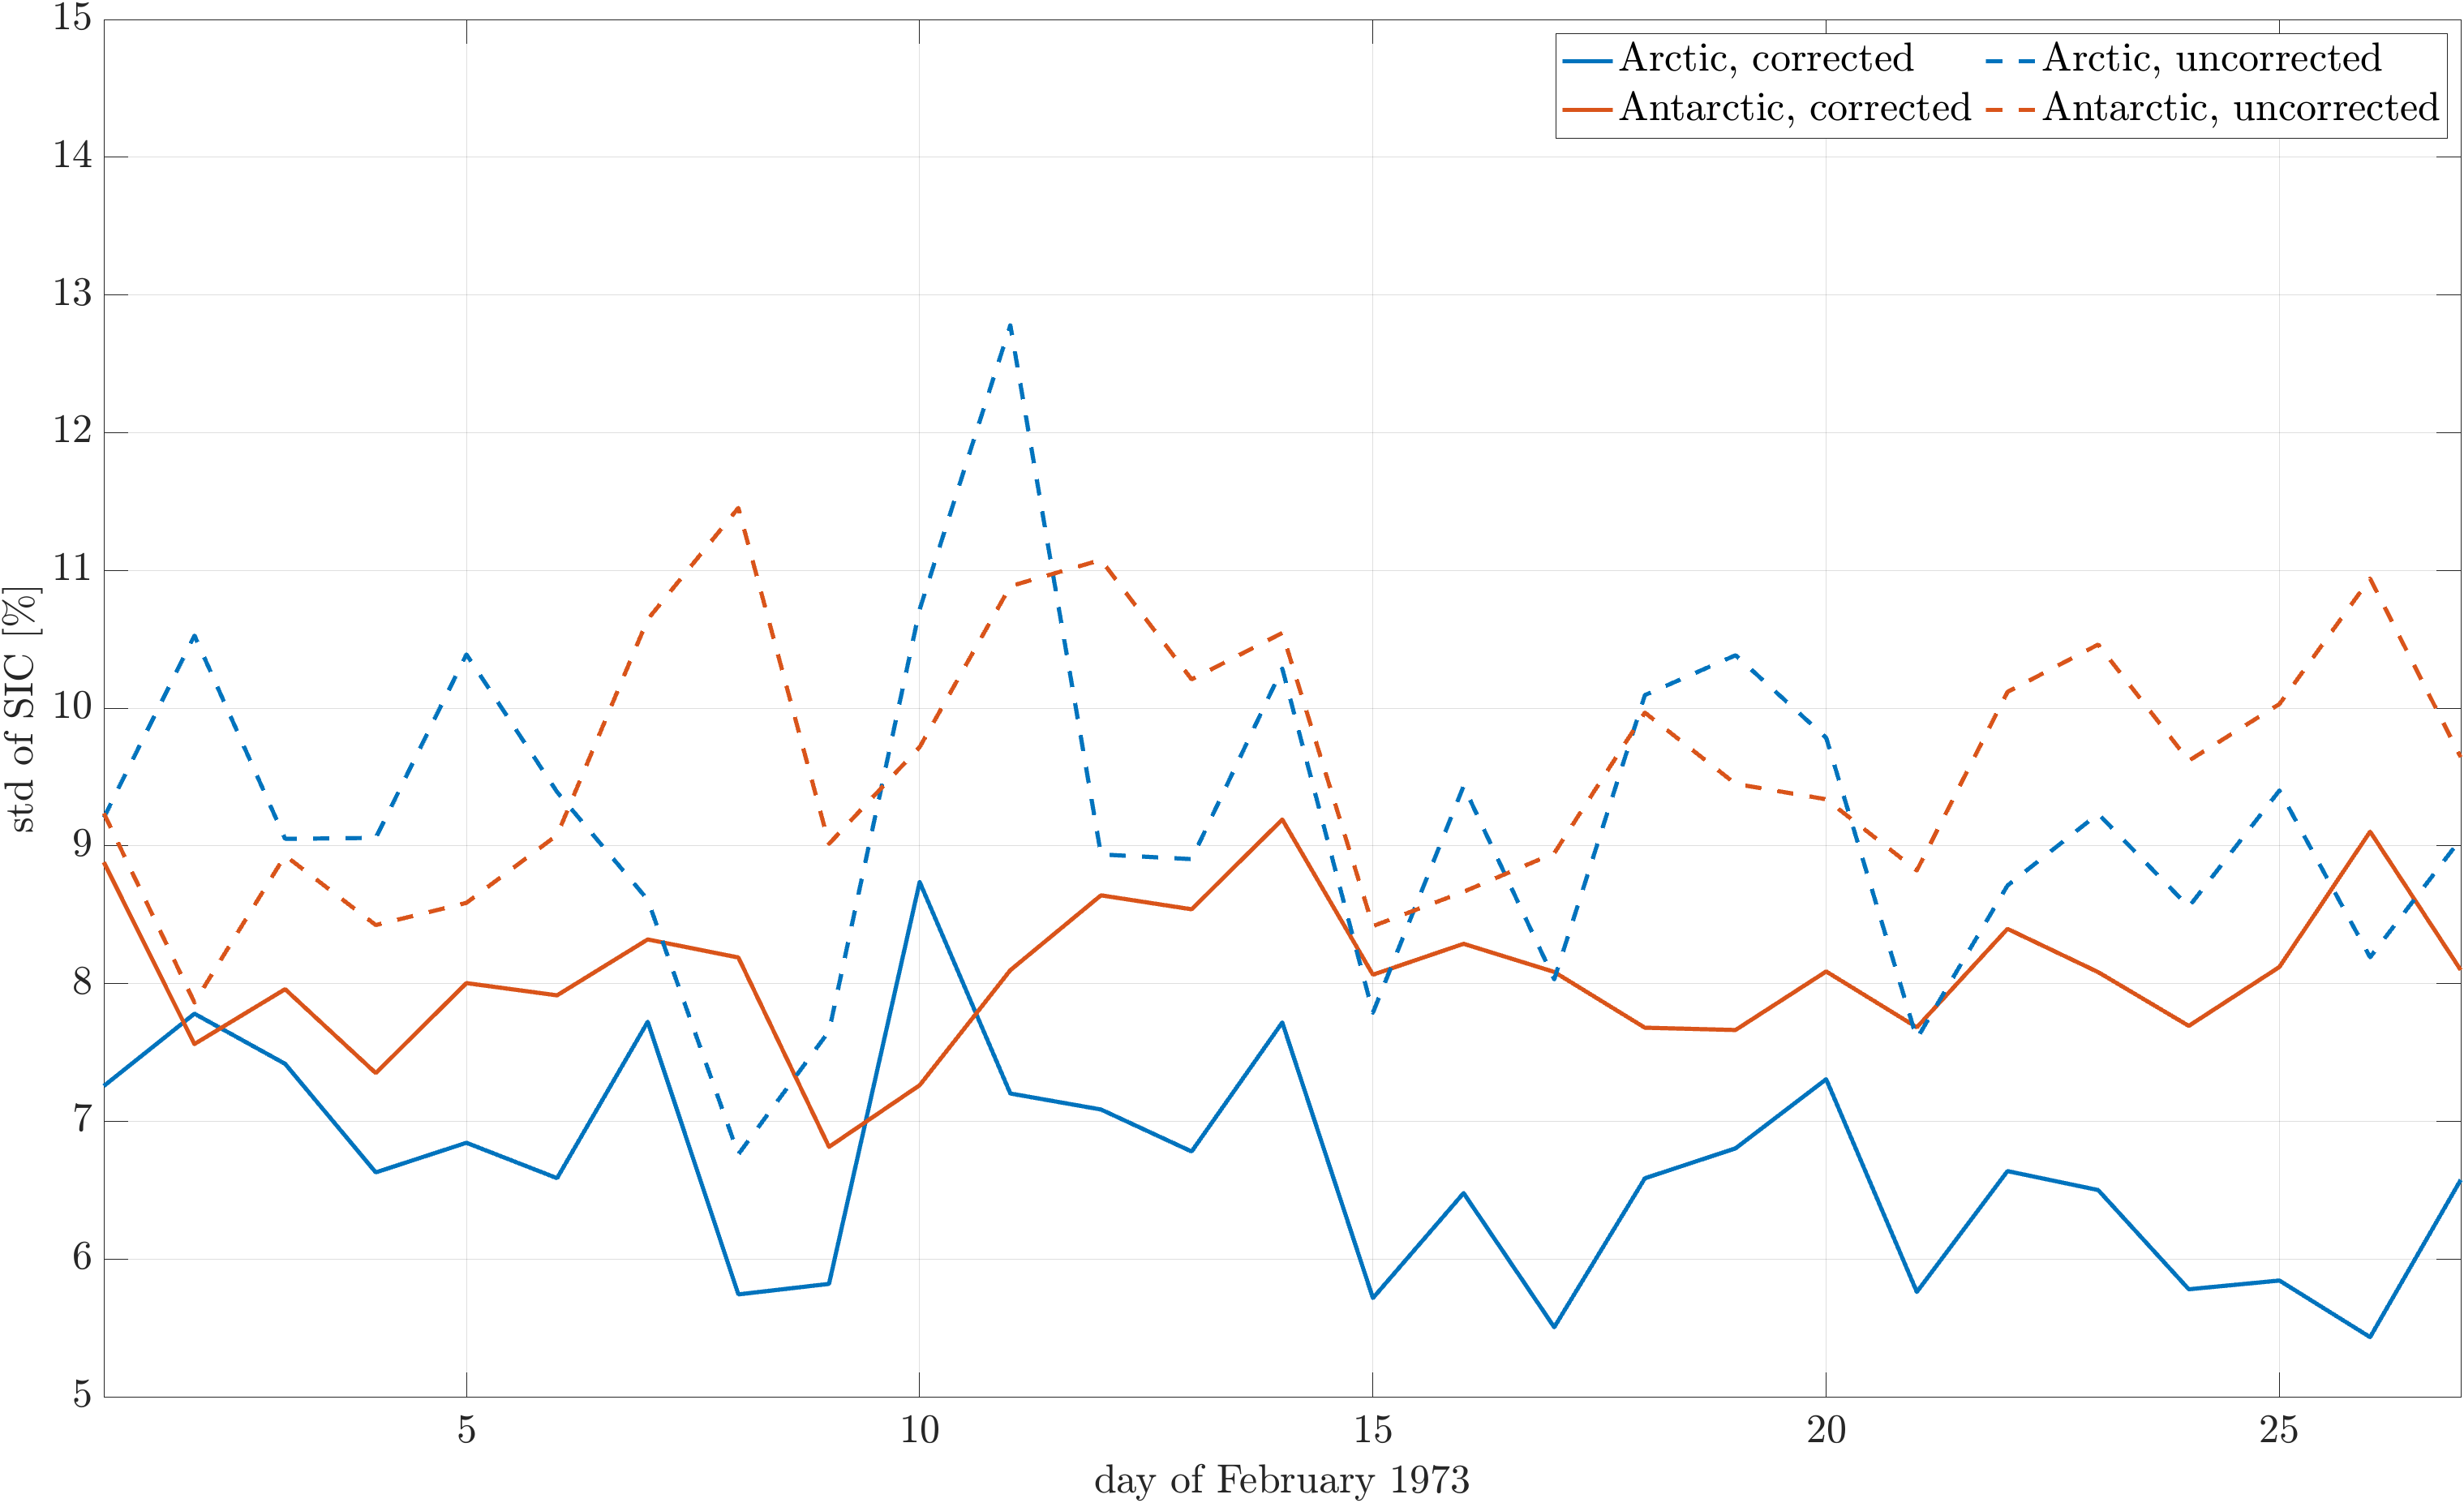 15
14
13
12
11
10
9
8
7
6
5
std of SIC [%]
Arctic, corrected
Arctic, uncorrected
Antarctic, corrected
Antarctic, uncorrected
5
10
15
20
25
day of February 1973